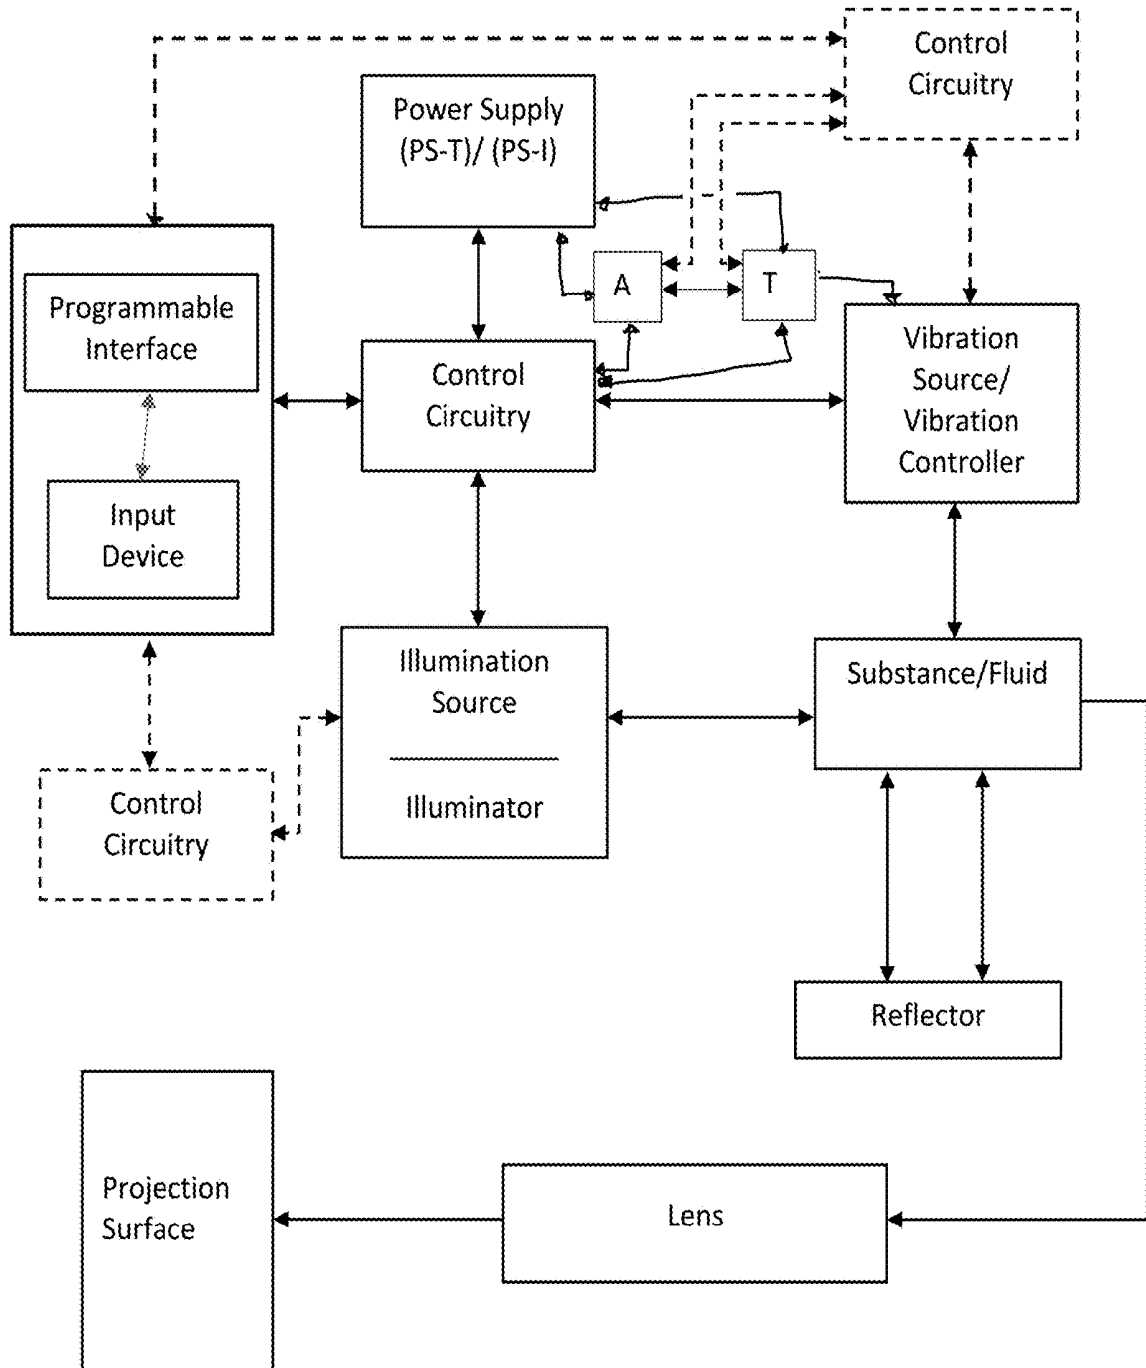 Control
Circuitry
Power Supply
(PS-T)/ (PS-I)
A
T
Programmable
Interface
Control
Circuitry
Vibration
Source/
Vibration
Controller
Input
Device
Illumination
Source
Illuminator
Substance/Fluid
Control
Circuitry
Reflector
Projection
Surface
Lens